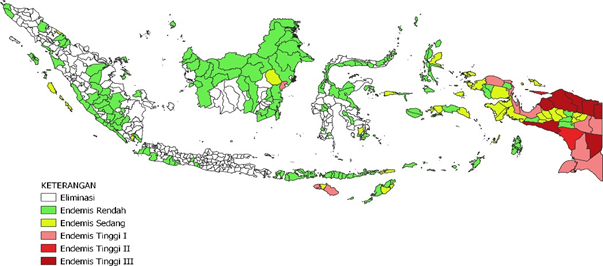 KETERANGAN
Eliminasi
Endemis Rendah
Endemis Sedang
Endemis Tinggi I
Endemis Tinggi II
Endemis Tinggi III